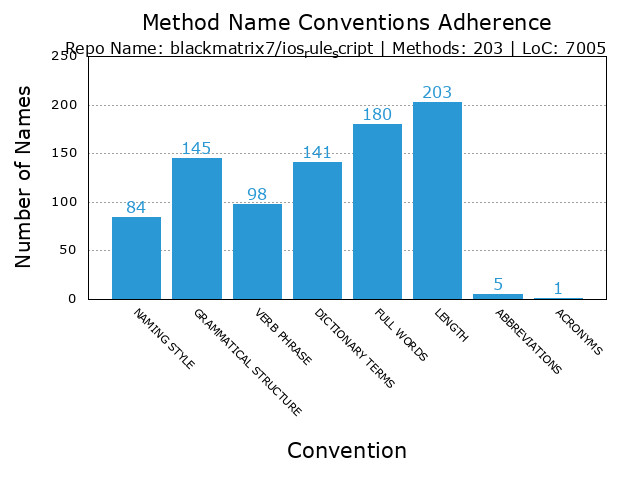 Method Name Conventions Adherence
Repo Name: blackmatrix7/ios_rule_script | Methods: 203 | LoC: 7005
Number of Names
250
200
150
100
50
0
84
145
98
141
180
203
5
1
NAMING STYLE
GRAMMATICAL STRUCTURE
VERB PHRASE
DICTIONARY TERMS
FULL WORDS
LENGTH
ABBREVIATIONS
ACRONYMS
Convention